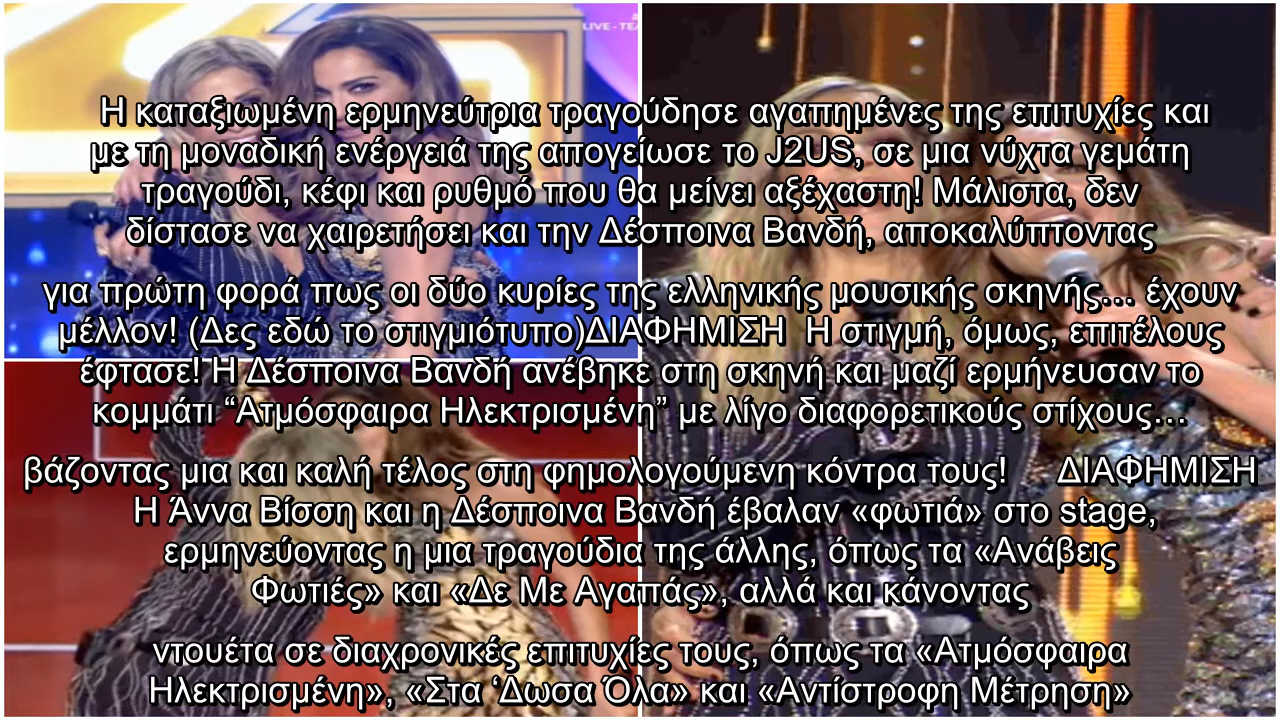 LIVE - TEA
Η καταξιωμένη ερμηνεύτρια τραγούδησε αγαπημένες της επιτυχίες και
με τη μοναδική ενέργειά της απογείωσε το J2US, σε μια νύχτα γεμάτη
τραγούδι, κέφι και ρυθμό που θα μείνει αξέχαστη! Μάλιστα, δεν
δίστασε να χαιρετήσει και την Δέσποινα Βανδή, αποκαλύπτοντας
για πρώτη φορά πως οι δύο κυρίες της ελληνικής μουσικής σκηνής… έχουν
μέλλον! (Δες εδώ το στιγμιότυπο)ΔΙΑΦΗΜΙΣΗ Η στιγμή, όμως, επιτέλους
έφτασε! Η Δέσποινα Βανδή ανέβηκε στη σκηνή και μαζί ερμήνευσαν το
κομμάτι “Ατμόσφαιρα Ηλεκτρισμένη” με λίγο διαφορετικούς στίχους…
βάζοντας μια και καλή τέλος στη φημολογούμενη κόντρα τους! ΔΙΑΦΗΜΙΣΗ
Η Άννα Βίσση και η Δέσποινα Βανδή έβαλαν «φωτιά» στο stage,
ερμηνεύοντας η μια τραγούδια της άλλης, όπως τα «Ανάβεις
Φωτιές» και «Δε Με Αγαπάς», αλλά και κάνοντας
ντουέτα σε διαχρονικές επιτυχίες τους, όπως τα «Ατμόσφαιρα
Ηλεκτρισμένη», «Στα ‘Δωσα Όλα» και «Αντίστροφη Μέτρηση»